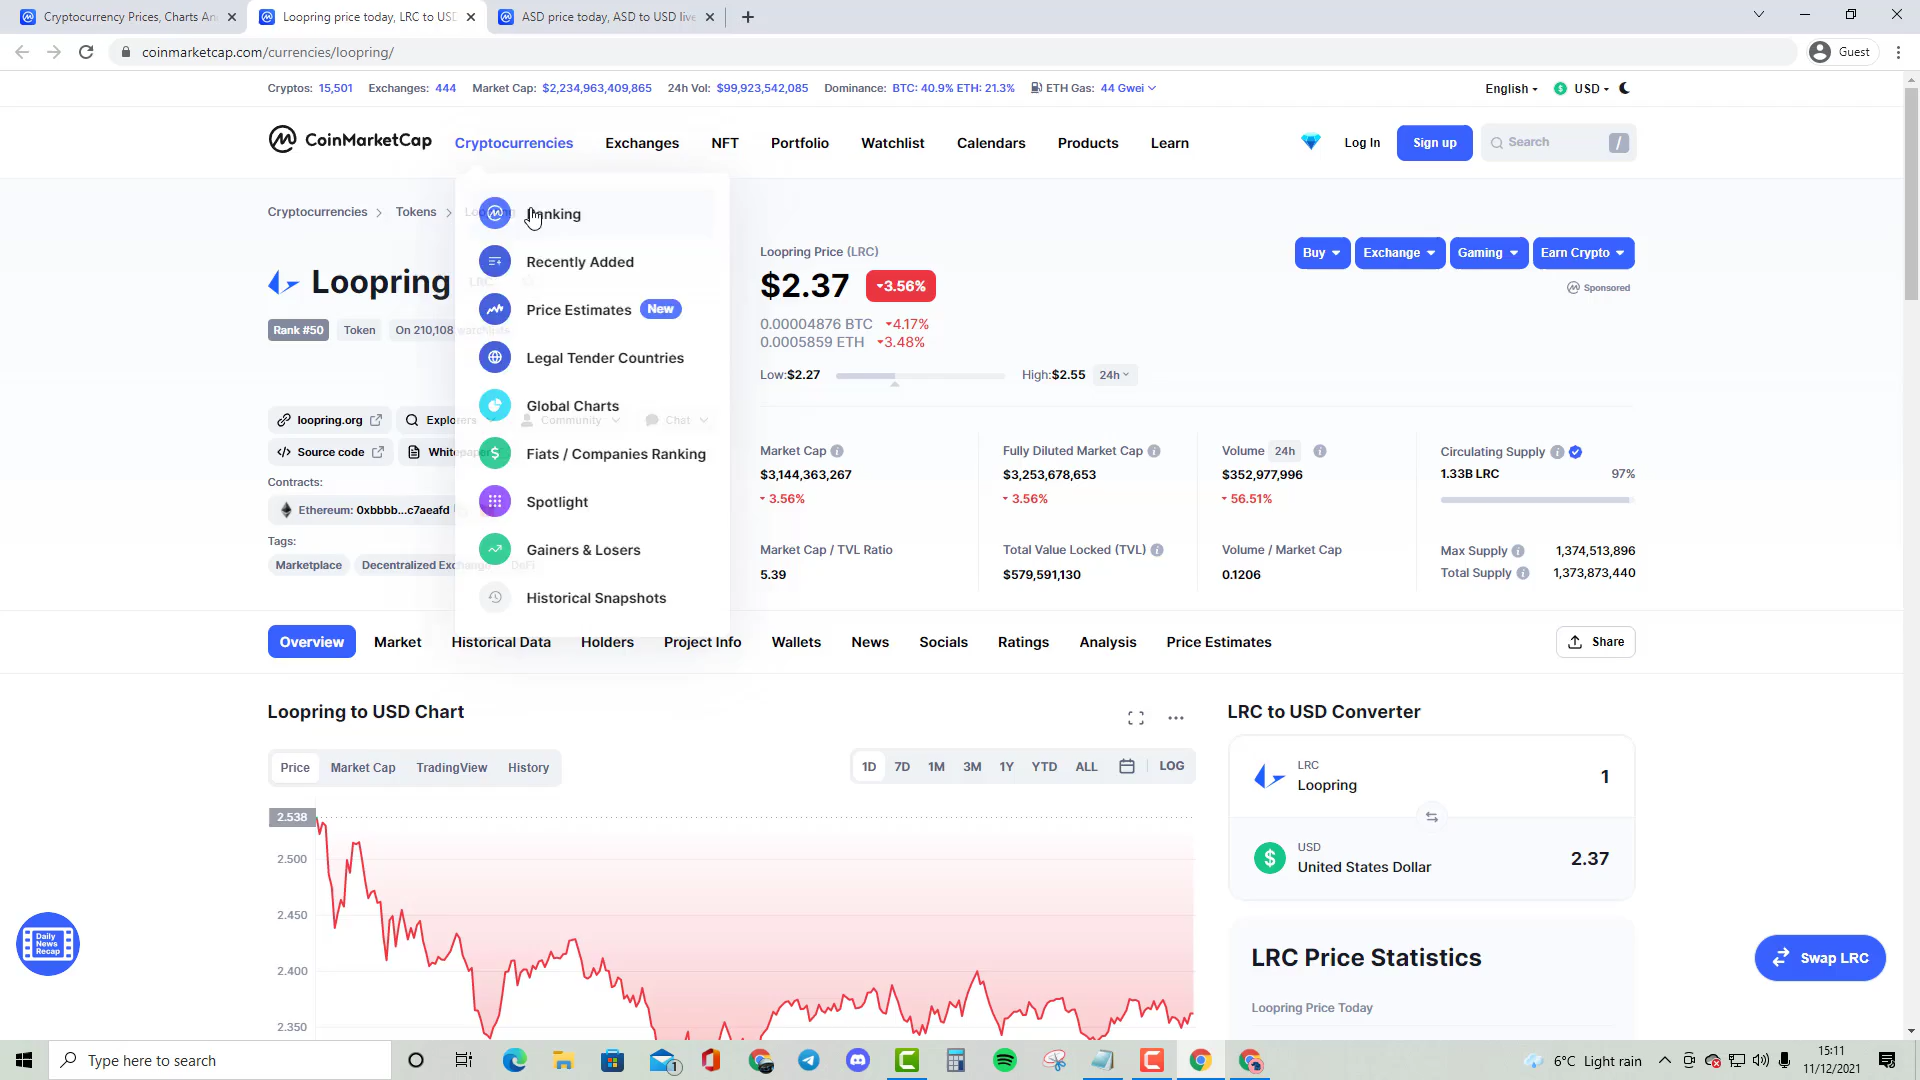 Cryptocurrency Prices, Charts An
Loopring price today, LRC to USD
ASD price today, ASD to USD live
coinmarketcap.com/currencies/loopring/
Guest
Cryptos: 15,501 Exchanges: 444 Market Cap: $2,234,963,409,865 24h Vol: $99,923,542,085 Dominance: BTC: 40.9% ETH: 21.3% ETH Gas: 44 Gwei
English USD
CoinMarketCap Cryptocurrencies Exchanges NFT Portfolio Watchlist Calendars Products Learn Log In Sign up Search /
Cryptocurrencies > Tokens >
Ranking
Recently Added
Price Estimates New
Legal Tender Countries
Global Charts
Fiats / Companies Ranking
Spotlight
Gainers & Losers
Historical Snapshots
Loopring LRC
Rank #50 Token On 210,108 watchlists
loopring.org Explorers Community Chat
Source code Whitepaper
Contracts:
Ethereum: 0xbbbb...c7aeafd
Tags:
Marketplace Decentralized Exchange DeFi
Loopring Price (LRC)
$2.37 3.56%
0.00004876 BTC 4.17%
0.0005859 ETH 3.48%
Low:$2.27 High:$2.55 24h
Buy Exchange Gaming Earn Crypto
Sponsored
Market Cap
$3,144,363,267
3.56%
Fully Diluted Market Cap
$3,253,678,653
3.56%
Volume 24h
$352,977,996
56.51%
Circulating Supply
1.33B LRC 97%
Market Cap / TVL Ratio
5.39
Total Value Locked (TVL)
$579,591,130
Volume / Market Cap
0.1206
Max Supply 1,374,513,896
Total Supply 1,373,873,440
Overview Market Historical Data Holders Project Info Wallets News Socials Ratings Analysis Price Estimates Share
Loopring to USD Chart
Price Market Cap TradingView History
1D 7D 1M 3M 1Y YTD ALL LOG
2.538
2.500
2.450
2.400
2.350
LRC to USD Converter
LRC
Loopring 1
USD
United States Dollar 2.37
$
LRC Price Statistics
Loopring Price Today
Swap LRC
Daily
News
Recap
Type here to search
1
6°C Light rain
15:11
11/12/2021